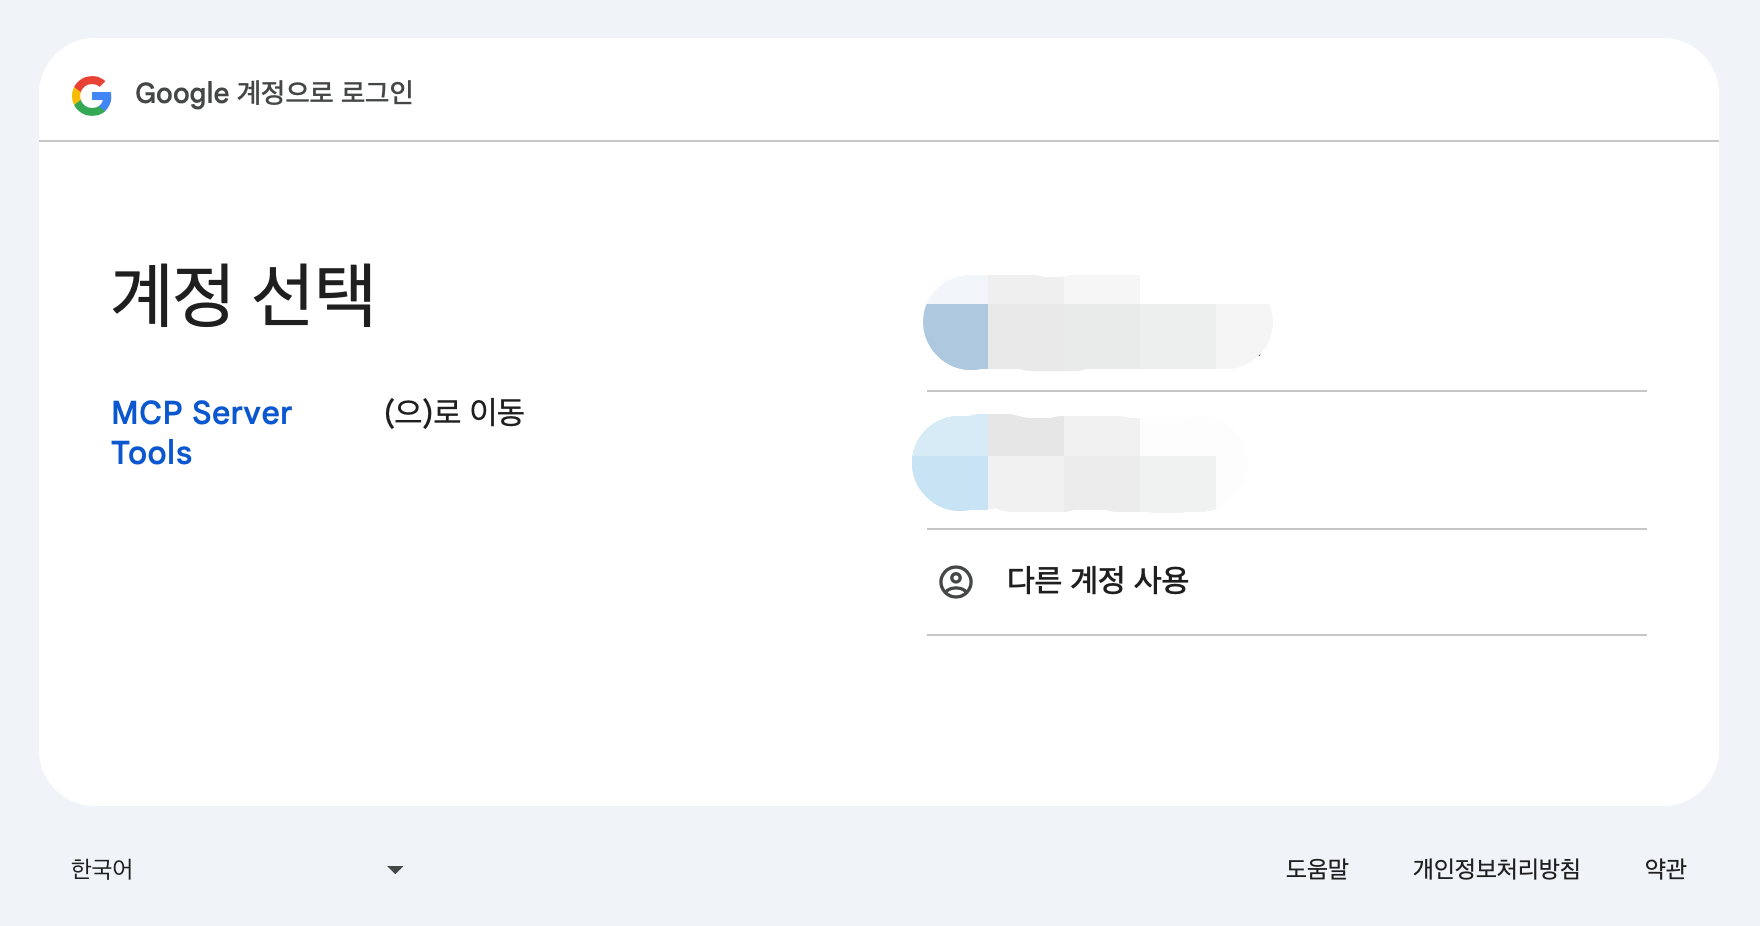 Google 계정으로 로그인
계정 선택
MCP Server (으)로 이동
Tools
다른 계정 사용
한국어
도움말 개인정보처리방침 약관